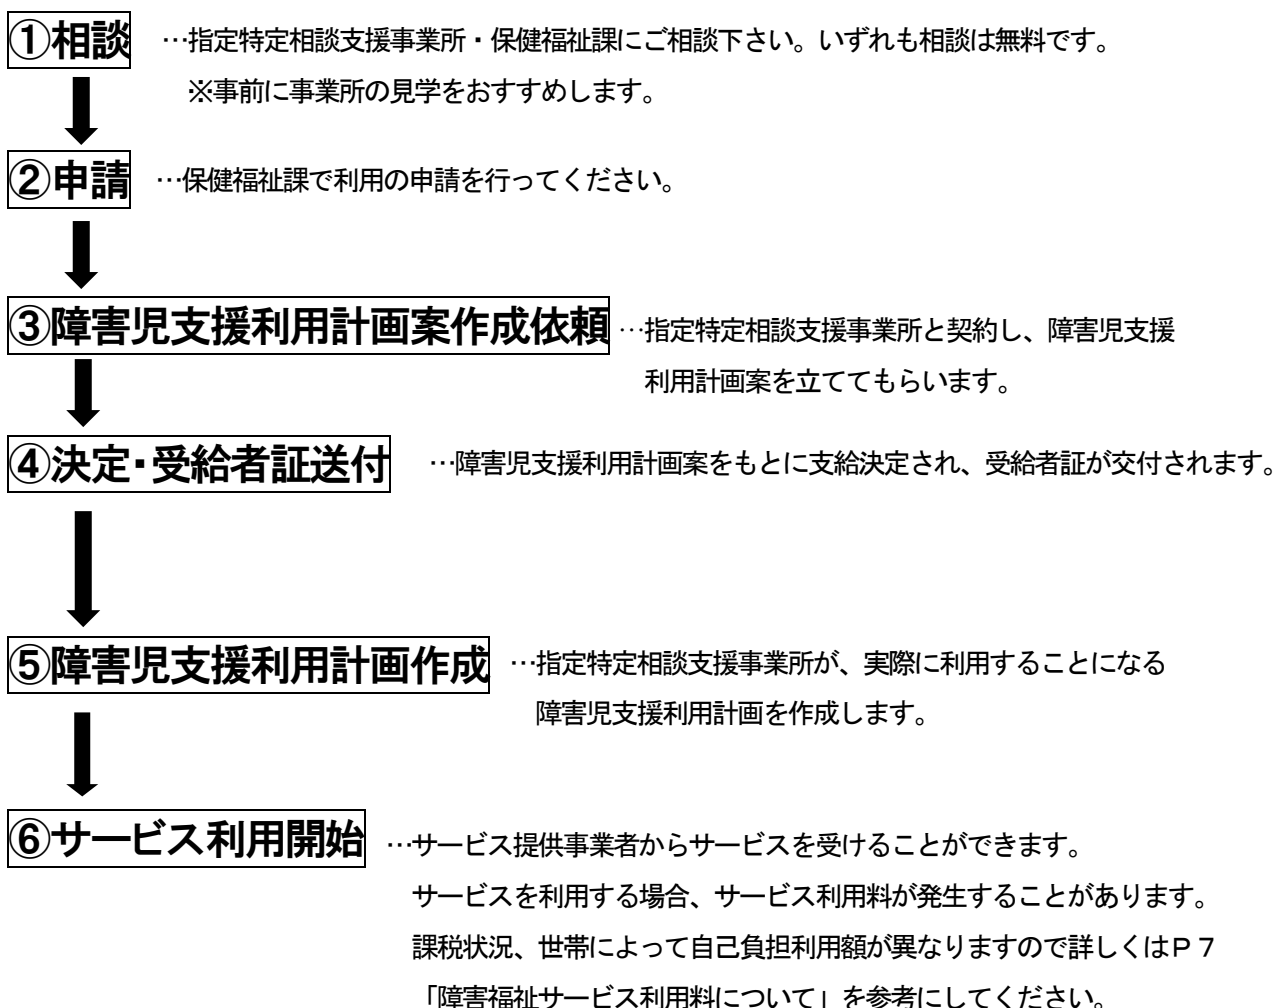 ①相談 …指定特定相談支援事業所・保健福祉課にご相談下さい。いずれも相談は無料です。
※事前に事業所の見学をおすすめします。
②申請 …保健福祉課で利用の申請を行ってください。
③障害児支援利用計画案作成依頼 …指定特定相談支援事業所と契約し、障害児支援
利用計画案を立ててもらいます。
④決定・受給者証送付 …障害児支援利用計画案をもとに支給決定され、受給者証が交付されます。
⑤障害児支援利用計画作成 …指定特定相談支援事業所が、実際に利用することになる
障害児支援利用計画を作成します。
⑥サービス利用開始 …サービス提供事業者からサービスを受けることができます。
サービスを利用する場合、サービス利用料が発生することがあります。
課税状況、世帯によって自己負担利用額が異なりますので詳しくはP７
「障害福祉サービス利用料について」を参考にしてください。